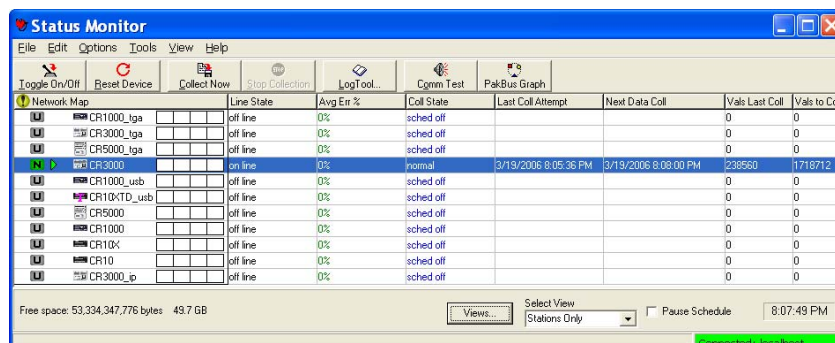 Status Monitor
File Edit Options Tools View Help
Toggle On/Off Reset Device Collect Now Stop Collection LogTool... Comm Test PakBus Graph
Network Map Line State Avg Err % Coll State Last Coll Attempt Next Data Coll Vals Last Coll Vals to Co
U CR1000_tga off line 0% sched off 0 0
U CR3000_tga off line 0% sched off 0 0
U CR5000_tga off line 0% sched off 0 0
N CR3000 on line 0% normal 3/19/2006 8:05:36 PM 3/19/2006 8:08:00 PM 238560 1718712
U CR1000_usb off line 0% sched off 0 0
U CR10XTD_usb off line 0% sched off 0 0
U CR5000 off line 0% sched off 0 0
U CR1000 off line 0% sched off 0 0
U CR10X off line 0% sched off 0 0
U CR10 off line 0% sched off 0 0
U CR3000_ip off line 0% sched off 0 0
Select View
Free space: 53,334,347,776 bytes 49.7 GB Views... Stations Only Pause Schedule 8:07:49 PM
Connected: localhost